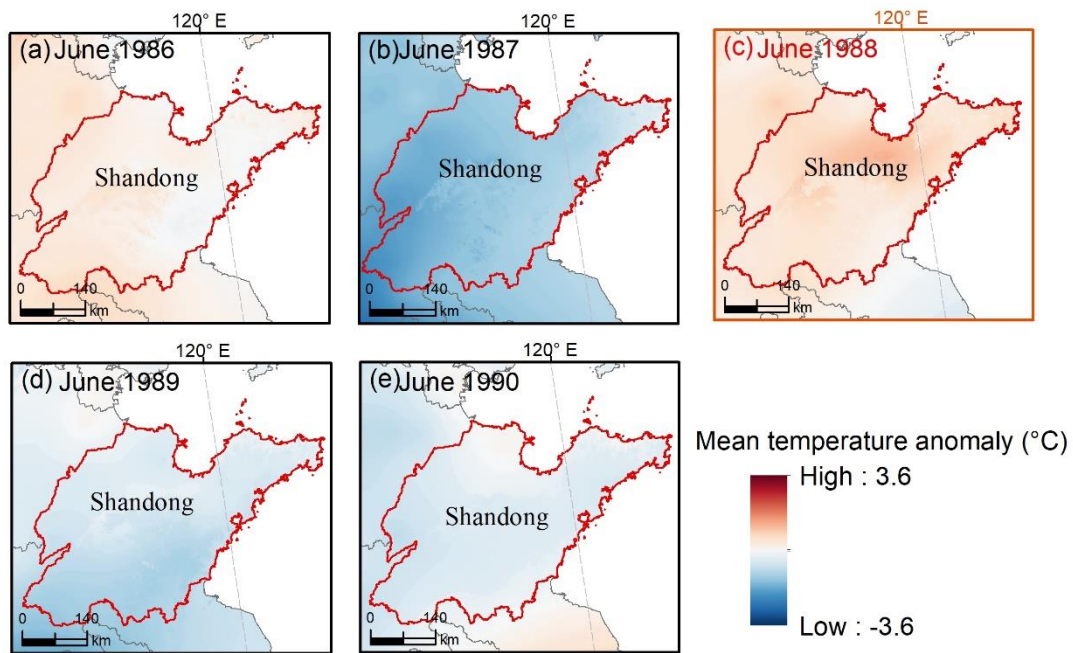 120° E
120° E
(a) June 1986
(b) June 1987
(c) June 1988
Shandong
Shandong
Shandong
0 140
km
0 140
km
0 140
km
120° E
120° E
(d) June 1989
(e) June 1990
Shandong
Shandong
0 140
km
0 140
km
Mean temperature anomaly (°C)
High : 3.6
Low : -3.6